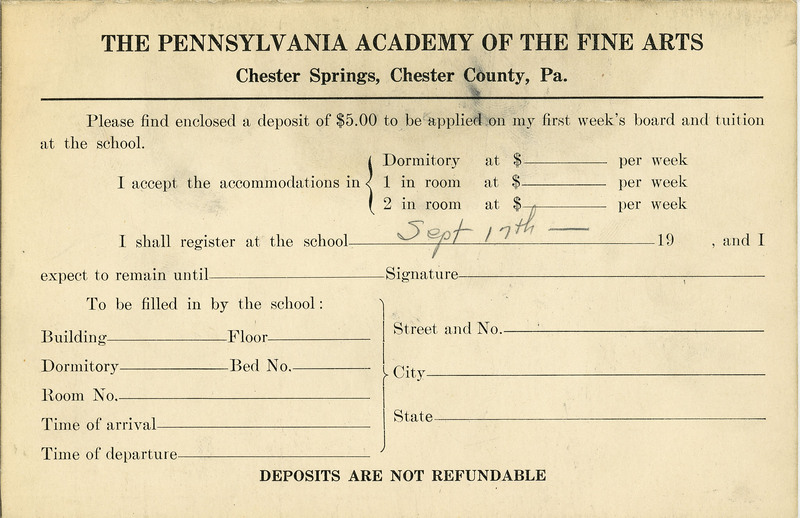 THE PENNSYLVANIA ACADEMY OF THE FINE ARTS
Chester Springs, Chester County, Pa.
Please find enclosed a deposit of $5.00 to be applied on my first week's board and tuition
at the school.
I accept the accommodations in
Dormitory at $ per week
1 in room at $ per week
2 in room at $ per week
I shall register at the school Sept 17th — 19 , and I
expect to remain until Signature
To be filled in by the school:
Building Floor
Dormitory Bed No.
Room No.
Time of arrival
Time of departure
Street and No.
City
State
DEPOSITS ARE NOT REFUNDABLE